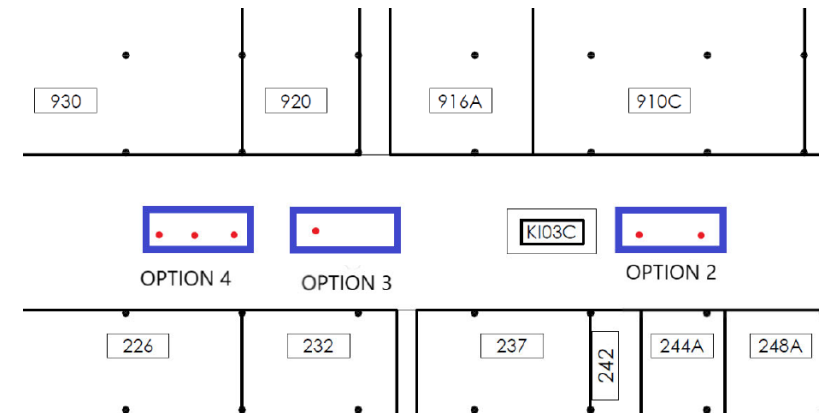 930
920
916A
910C
KI03C
OPTION 4
OPTION 3
OPTION 2
226
232
237
242
244A
248A